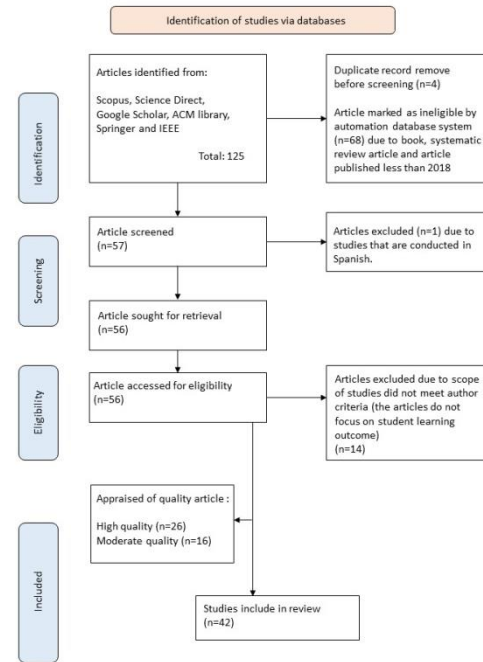 Identification of studies via databases
Identification
Articles identified from:
Scopus, Science Direct,
Google Scholar, ACM library,
Springer and IEEE
Total: 125
Duplicate record remove
before screening (n=4)
Article marked as ineligible by
automation database system
(n=68) due to book, systematic
review article and article
published less than 2018
Screening
Article screened
(n=57)
Articles excluded (n=1) due to
studies that are conducted in
Spanish.
Article sought for retrieval
(n=56)
Eligibility
Article accessed for eligibility
(n=56)
Articles excluded due to scope
of studies did not meet author
criteria (the articles do not
focus on student learning
outcome)
(n=14)
Included
Appraised of quality article :
High quality (n=26)
Moderate quality (n=16)
Studies include in review
(n=42)